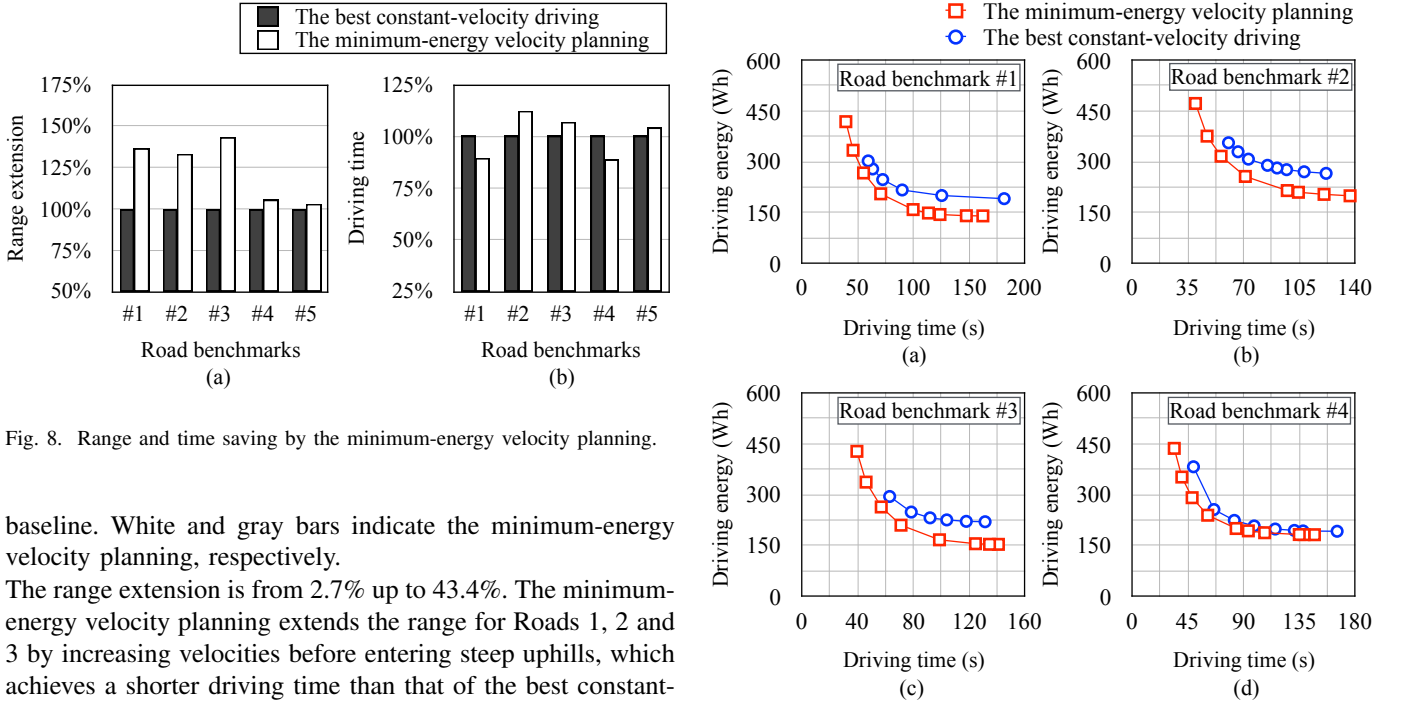 The best constant-velocity driving
The minimum-energy velocity planning
Range extension
175%
150%
125%
100%
75%
50%
#1 #2 #3 #4 #5
Road benchmarks
(a)
Driving time
125%
100%
75%
50%
25%
#1 #2 #3 #4 #5
Road benchmarks
(b)
Fig. 8. Range and time saving by the minimum-energy velocity planning.
baseline. White and gray bars indicate the minimum-energy
velocity planning, respectively.
The range extension is from 2.7% up to 43.4%. The minimum-
energy velocity planning extends the range for Roads 1, 2 and
3 by increasing velocities before entering steep uphills, which
achieves a shorter driving time than that of the best constant-
The minimum-energy velocity planning
The best constant-velocity driving
Driving energy (Wh)
600
450
300
150
0
Road benchmark #1
0 50 100 150 200
Driving time (s)
(a)
Driving energy (Wh)
600
450
300
150
0
Road benchmark #2
0 35 70 105 140
Driving time (s)
(b)
Driving energy (Wh)
600
450
300
150
0
Road benchmark #3
0 40 80 120 160
Driving time (s)
(c)
Driving energy (Wh)
600
450
300
150
0
Road benchmark #4
0 45 90 135 180
Driving time (s)
(d)